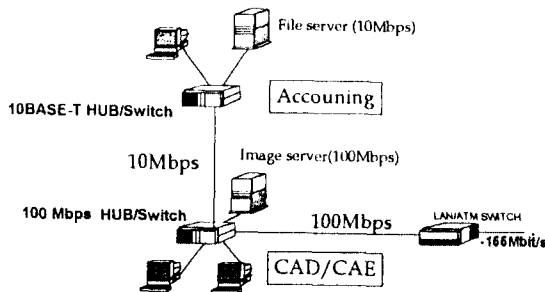 File server (10Mbps)
10BASE-T HUB/Switch
Accouning
10Mbps
Image server(100Mbps)
100 Mbps HUB/Switch
100Mbps
LAN/ATM SWITCH
-155Mbit/s
CAD/CAE